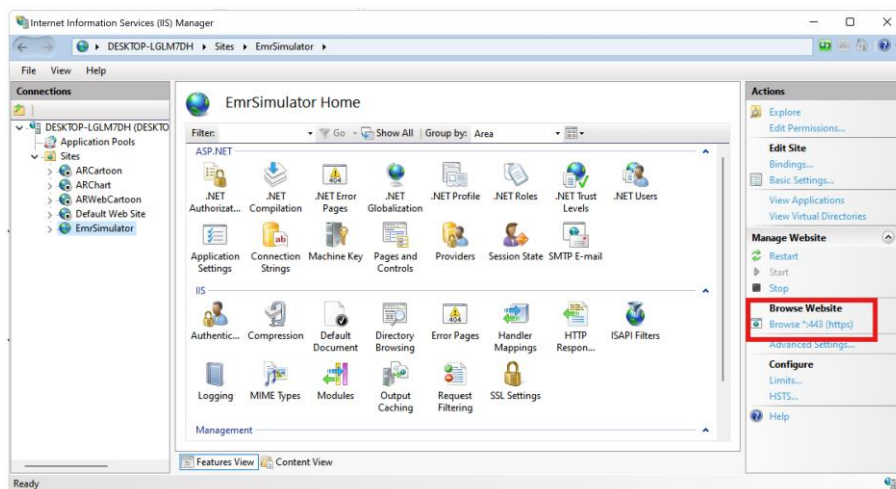 Internet Information Services (IIS) Manager
DESKTOP-LGLM7DH Sites EmrSimulator
File View Help
Connections
DESKTOP-LGLM7DH (DESKTO
Application Pools
Sites
ARCartoon
ARChart
ARWebCartoon
Default Web Site
EmrSimulator
EmrSimulator Home
Filter: Go Show All Group by: Area
ASP.NET
.NET Authorizat...
.NET Compilation
.NET Error Pages
.NET Globalization
.NET Profile
.NET Roles
.NET Trust Levels
.NET Users
Application Settings
Connection Strings
Machine Key
Pages and Controls
Providers
Session State
SMTP E-mail
IIS
Authentic...
Compression
Default Document
Directory Browsing
Error Pages
Handler Mappings
HTTP Respon...
ISAPI Filters
Logging
MIME Types
Modules
Output Caching
Request Filtering
SSL Settings
Management
Features View Content View
Actions
Explore
Edit Permissions...
Edit Site
Bindings...
Basic Settings...
View Applications
View Virtual Directories
Manage Website
Restart
Start
Stop
Browse Website
Browse *:443 (https)
Advanced Settings...
Configure
Limits...
HSTS...
Help
Ready